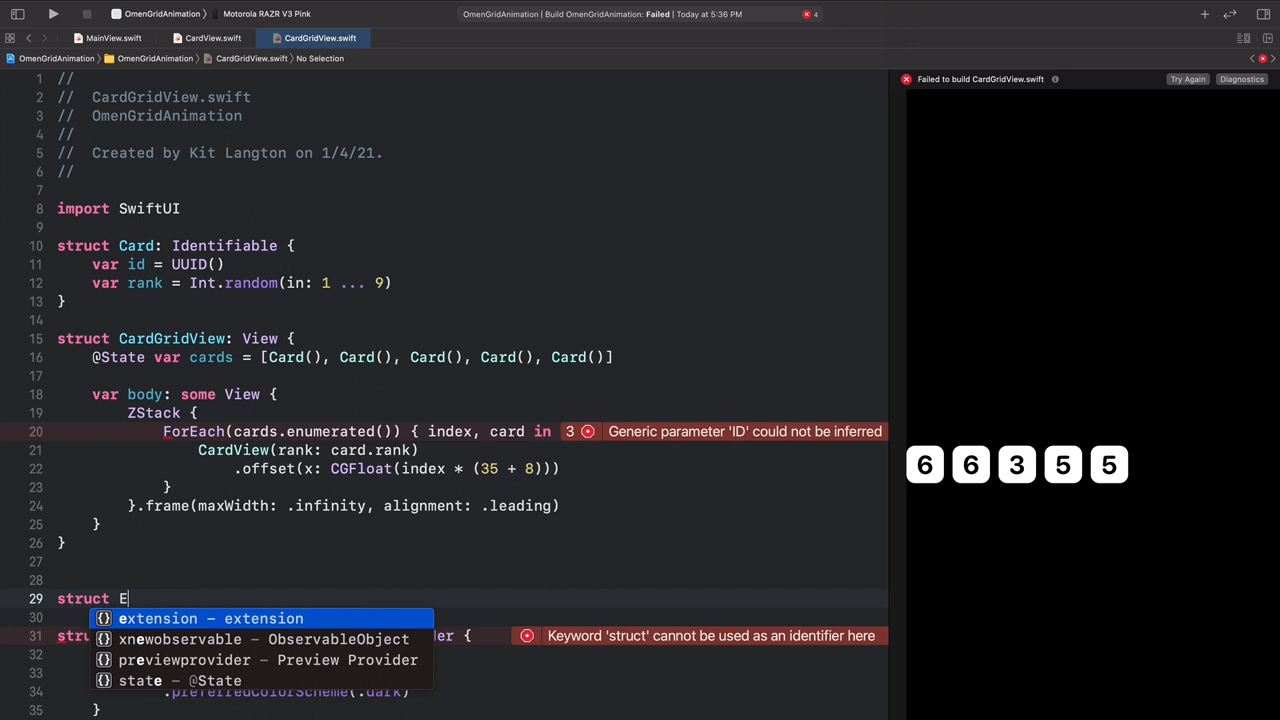 OmenGridAnimation
Motorola RAZR V3 Pink
OmenGridAnimation | Build OmenGridAnimation: Failed | Today at 5:36 PM
4
MainView.swift
CardView.swift
CardGridView.swift
OmenGridAnimation
OmenGridAnimation
CardGridView.swift
No Selection
1 //
2 // CardGridView.swift
3 // OmenGridAnimation
4 //
5 // Created by Kit Langton on 1/4/21.
6 //
7
8 import SwiftUI
9
10 struct Card: Identifiable {
11 var id = UUID()
12 var rank = Int.random(in: 1 ... 9)
13 }
14
15 struct CardGridView: View {
16 @State var cards = [Card(), Card(), Card(), Card(), Card()]
17
18 var body: some View {
19 ZStack {
20 ForEach(cards.enumerated()) { index, card in 3 Generic parameter 'ID' could not be inferred
21 CardView(rank: card.rank)
22 .offset(x: CGFloat(index * (35 + 8)))
23 }
24 }.frame(maxWidth: .infinity, alignment: .leading)
25 }
26 }
27
28
29 struct E
30 extension – extension
31 stru der { Keyword 'struct' cannot be used as an identifier here
xnewobservable – ObservableObject
32
previewprovider – Preview Provider
33
state – @State
34 .preferredColorScheme(.dark)
35 }
Failed to build CardGridView.swift
Try Again
Diagnostics
6 6 3 5 5